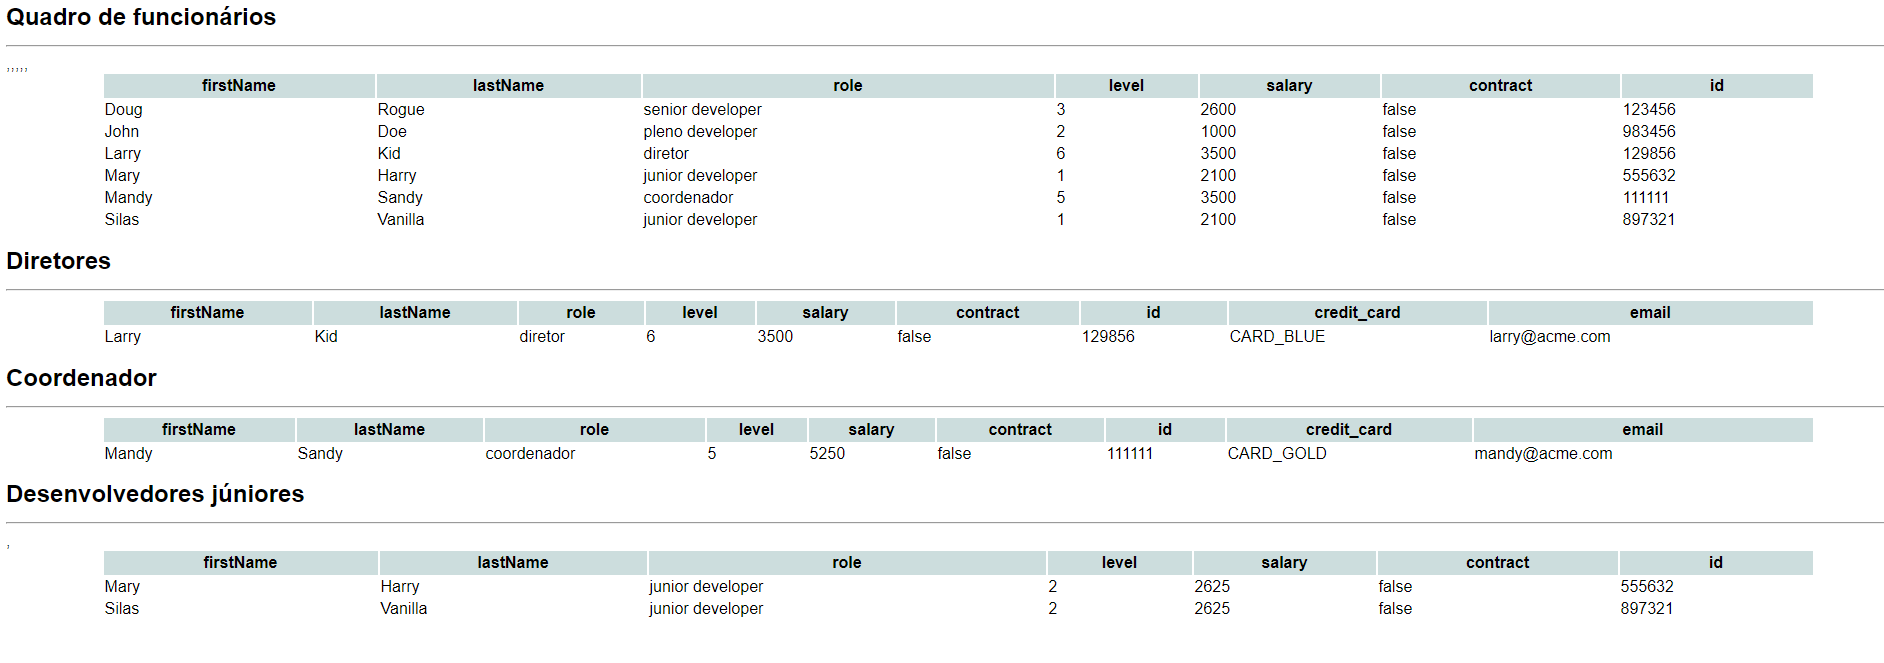 Quadro de funcionários
,,,,,
firstName lastName role level salary contract id
Doug Rogue senior developer 3 2600 false 123456
John Doe pleno developer 2 1000 false 983456
Larry Kid diretor 6 3500 false 129856
Mary Harry junior developer 1 2100 false 555632
Mandy Sandy coordenador 5 3500 false 111111
Silas Vanilla junior developer 1 2100 false 897321
Diretores
firstName lastName role level salary contract id credit_card email
Larry Kid diretor 6 3500 false 129856 CARD_BLUE larry@acme.com
Coordenador
firstName lastName role level salary contract id credit_card email
Mandy Sandy coordenador 5 5250 false 111111 CARD_GOLD mandy@acme.com
Desenvolvedores júniores
,
firstName lastName role level salary contract id
Mary Harry junior developer 2 2625 false 555632
Silas Vanilla junior developer 2 2625 false 897321